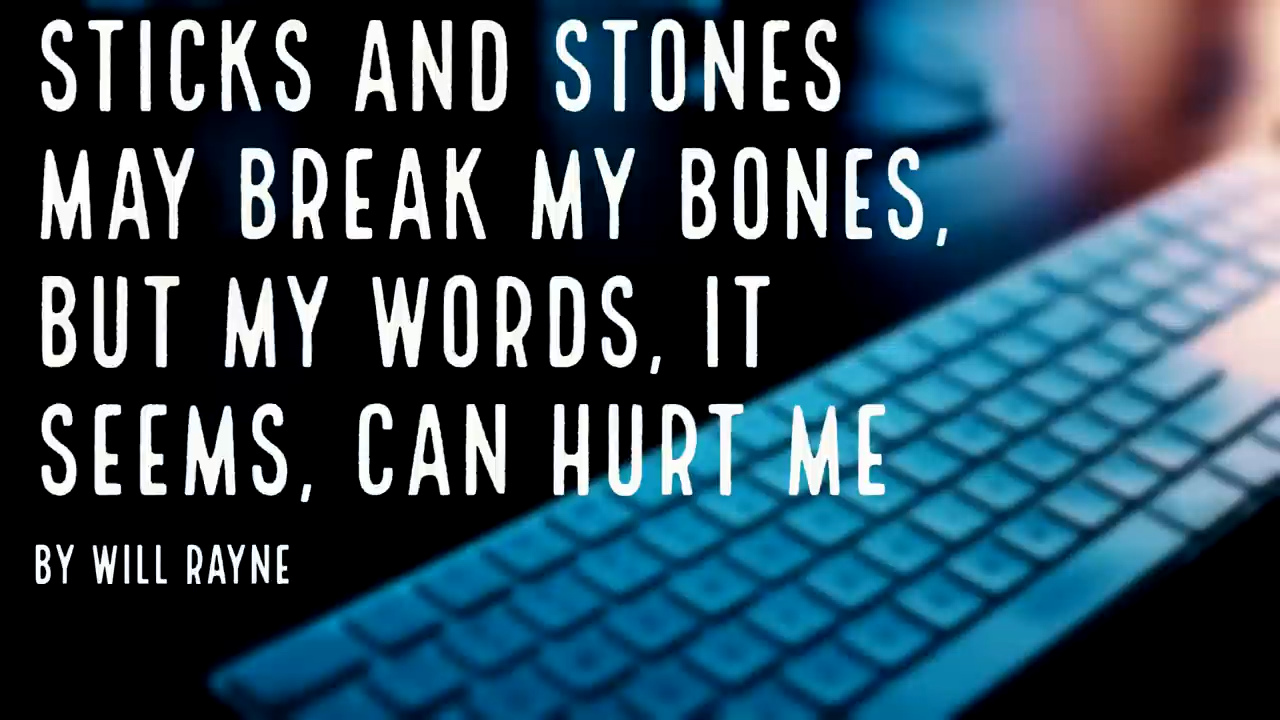 STICKS AND STONES
MAY BREAK MY BONES,
BUT MY WORDS, IT
SEEMS, CAN HURT ME
BY WILL RAYNE